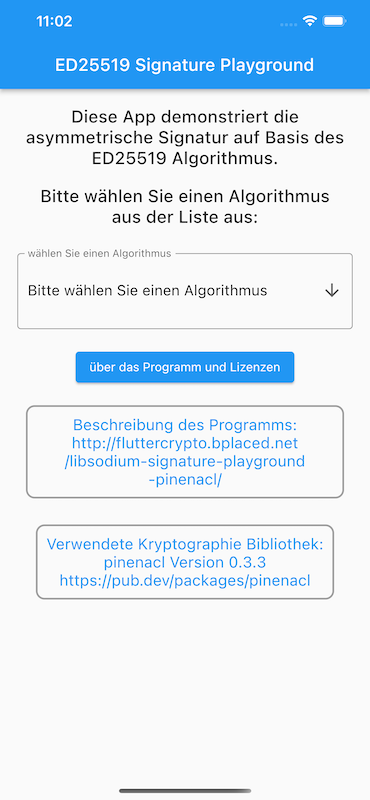 11:02
ED25519 Signature Playground
Diese App demonstriert die
asymmetrische Signatur auf Basis des
ED25519 Algorithmus.
Bitte wählen Sie einen Algorithmus
aus der Liste aus:
wählen Sie einen Algorithmus
Bitte wählen Sie einen Algorithmus
über das Programm und Lizenzen
Beschreibung des Programms:
http://fluttercrypto.bplaced.net
/libsodium-signature-playground
-pinenacl/
Verwendete Kryptographie Bibliothek:
pinenacl Version 0.3.3
https://pub.dev/packages/pinenacl